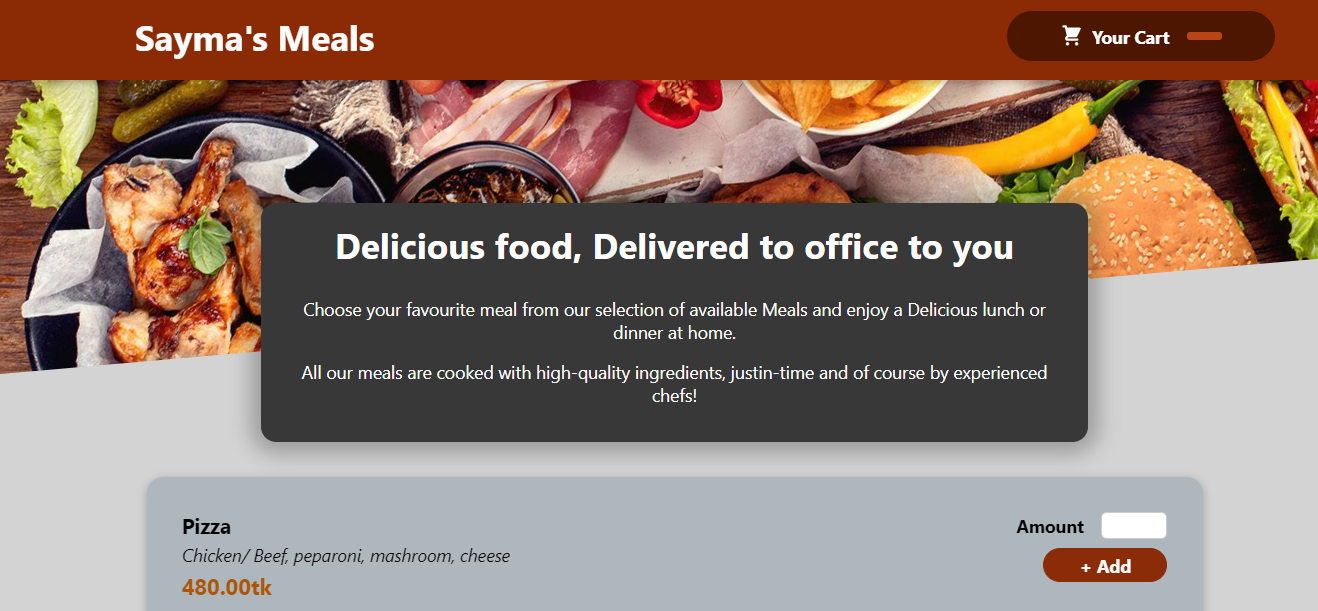 Sayma's Meals
Your Cart
Delicious food, Delivered to office to you
Choose your favourite meal from our selection of available Meals and enjoy a Delicious lunch or
dinner at home.
All our meals are cooked with high-quality ingredients, justin-time and of course by experienced
chefs!
Pizza
Amount
Chicken/ Beef, peparoni, mashroom, cheese
+ Add
480.00tk